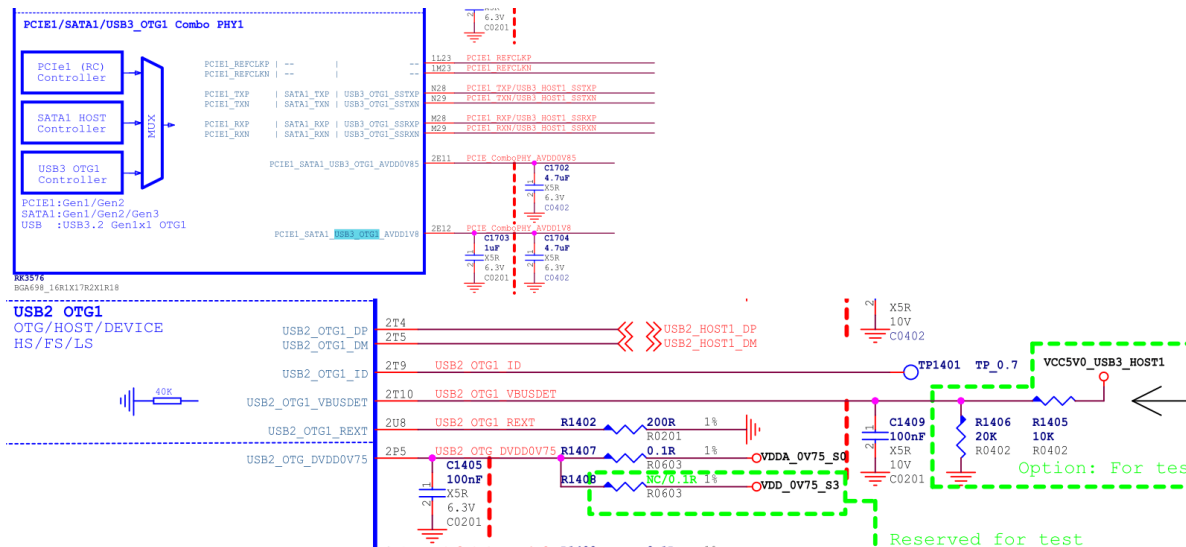 PCIE1/SATA1/USB3_OTG1 Combo PHY1
6.3V
C0201
PCIe1 (RC)
Controller
SATA1 HOST
Controller
USB3 OTG1
Controller
MUX
PCIE1_REFCLKP | -- | --
PCIE1_REFCLKN | -- | --
PCIE1_TXP | SATA1_TXP | USB3_OTG1_SSTXP
PCIE1_TXN | SATA1_TXN | USB3_OTG1_SSTXN
PCIE1_RXP | SATA1_RXP | USB3_OTG1_SSRXP
PCIE1_RXN | SATA1_RXN | USB3_OTG1_SSRXN
1L23 PCIE1_REFCLKP
1M23 PCIE1_REFCLKN
N28 PCIE1_TXP/USB3_HOST1_SSTXP
N29 PCIE1_TXN/USB3_HOST1_SSTXN
M28 PCIE1_RXP/USB3_HOST1_SSRXP
M29 PCIE1_RXN/USB3_HOST1_SSRXN
PCIE1_SATA1_USB3_OTG1_AVDD0V85 2E11 PCIE_ComboPHY_AVDD0V85
C1702
4.7uF
X5R
6.3V
C0402
PCIE1:Gen1/Gen2
SATA1:Gen1/Gen2/Gen3
USB :USB3.2 Gen1x1 OTG1
PCIE1_SATA1_USB3_OTG1_AVDD1V8 2E12 PCIE_ComboPHY_AVDD1V8
C1703
1uF
X5R
6.3V
C0201
C1704
4.7uF
X5R
6.3V
C0402
RK3576
BGA698_16R1X17R2X1R18
USB2 OTG1
OTG/HOST/DEVICE
HS/FS/LS
40K
USB2_OTG1_DP 2T4 USB2_HOST1_DP
USB2_OTG1_DM 2T5 USB2_HOST1_DM
USB2_OTG1_ID 2T9 USB2_OTG1_ID TP1401 TP_0.7
USB2_OTG1_VBUSDET 2T10 USB2_OTG1_VBUSDET
USB2_OTG1_REXT 2U8 USB2_OTG1_REXT R1402 200R 1%
R0201
USB2_OTG_DVDD0V75 2P5 USB2_OTG_DVDD0V75 R1407 0.1R 1% VDDA_0V75_S0
R0603
R1408 NC/0.1R 1% VDD_0V75_S3
R0603
C1405
100nF
X5R
6.3V
C0201
2
X5R
10V
C0402
VCC5V0_USB3_HOST1
C1409
100nF
X5R
10V
C0201
R1406
20K
R0402
R1405
10K
R0402
Option: For tes
Reserved for test